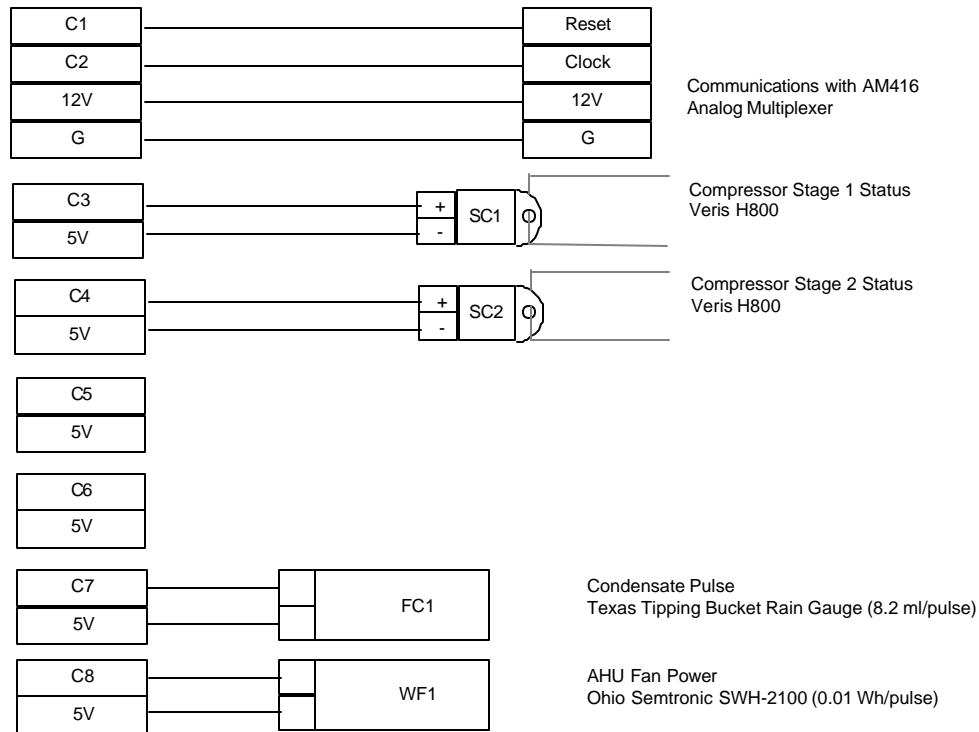 C1
Reset
C2
Clock
12V
12V
G
G
Communications with AM416
Analog Multiplexer
C3
5V
+
-
SC1
Compressor Stage 1 Status
Veris H800
C4
5V
+
-
SC2
Compressor Stage 2 Status
Veris H800
C5
5V
C6
5V
C7
5V
FC1
Condensate Pulse
Texas Tipping Bucket Rain Gauge (8.2 ml/pulse)
C8
5V
WF1
AHU Fan Power
Ohio Semtronic SWH-2100 (0.01 Wh/pulse)